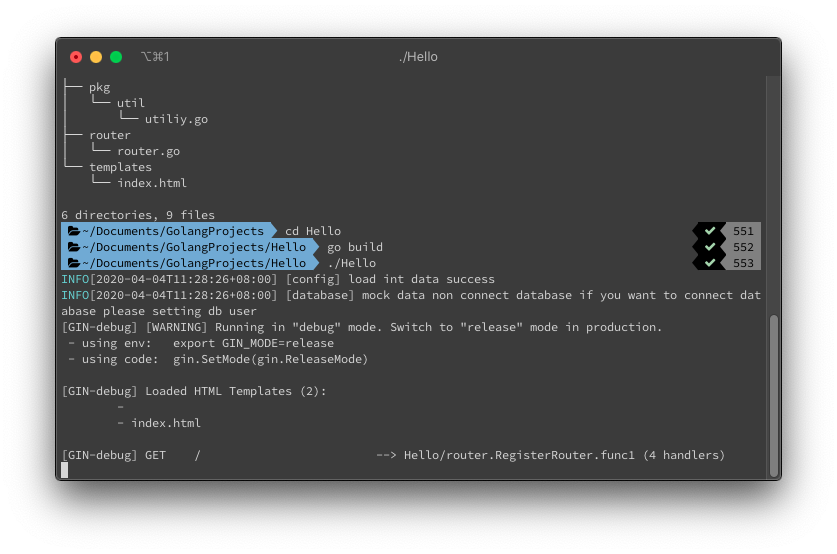 ⌥⌘1 ./Hello
├── pkg
│   └── util
│       └── utiliy.go
├── router
│   └── router.go
└── templates
    └── index.html
6 directories, 9 files
~/Documents/GolangProjects cd Hello ✓ 551
~/Documents/GolangProjects/Hello go build ✓ 552
~/Documents/GolangProjects/Hello ./Hello ✓ 553
INFO[2020-04-04T11:28:26+08:00] [config] load int data success
INFO[2020-04-04T11:28:26+08:00] [database] mock data non connect database if you want to connect dat
abase please setting db user
[GIN-debug] [WARNING] Running in "debug" mode. Switch to "release" mode in production.
 - using env:   export GIN_MODE=release
 - using code:  gin.SetMode(gin.ReleaseMode)
[GIN-debug] Loaded HTML Templates (2):
        -
        - index.html
[GIN-debug] GET    /                         --> Hello/router.RegisterRouter.func1 (4 handlers)